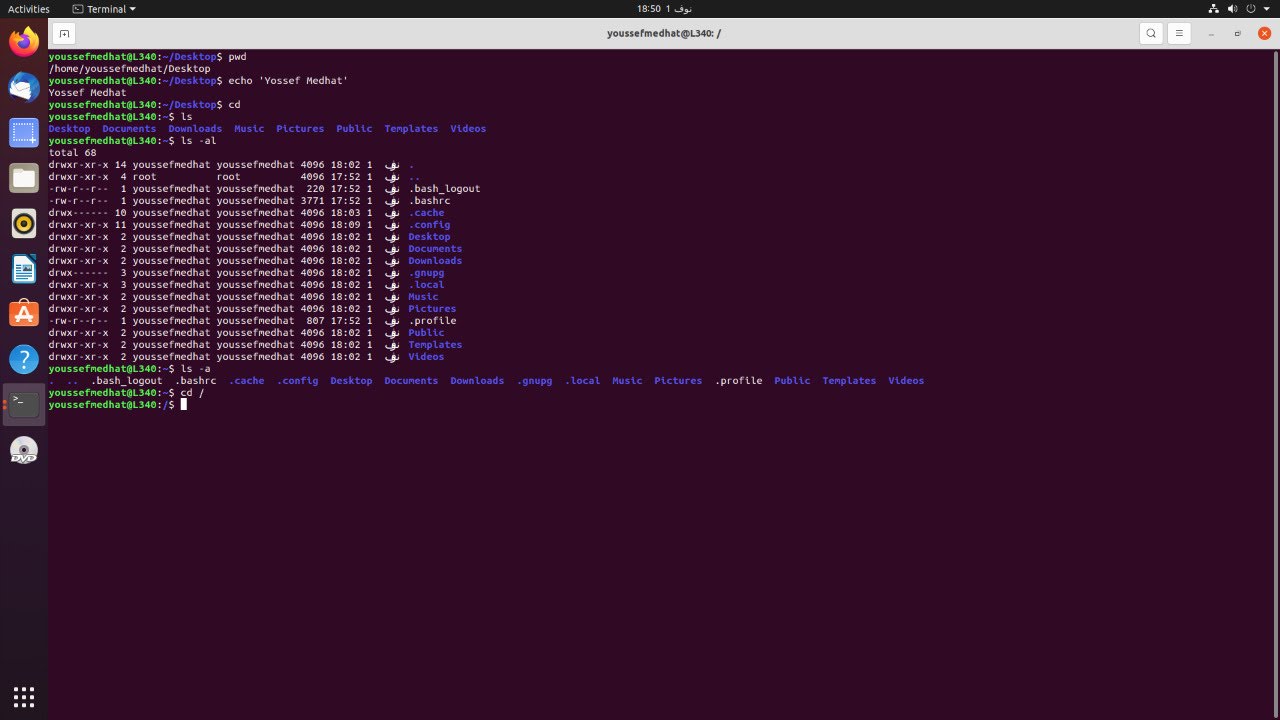 Activities Terminal نوف 1 18:50
youssefmedhat@L340: /
youssefmedhat@L340:~/Desktop$ pwd
/home/youssefmedhat/Desktop
youssefmedhat@L340:~/Desktop$ echo 'Yossef Medhat'
Yossef Medhat
youssefmedhat@L340:~/Desktop$ cd
youssefmedhat@L340:~$ ls
Desktop Documents Downloads Music Pictures Public Templates Videos
youssefmedhat@L340:~$ ls -al
total 68
drwxr-xr-x 14 youssefmedhat youssefmedhat 4096 18:02 1 نوف .
drwxr-xr-x 4 root root 4096 17:52 1 نوف ..
-rw-r--r-- 1 youssefmedhat youssefmedhat 220 17:52 1 نوف .bash_logout
-rw-r--r-- 1 youssefmedhat youssefmedhat 3771 17:52 1 نوف .bashrc
drwx------ 10 youssefmedhat youssefmedhat 4096 18:03 1 نوف .cache
drwxr-xr-x 11 youssefmedhat youssefmedhat 4096 18:09 1 نوف .config
drwxr-xr-x 2 youssefmedhat youssefmedhat 4096 18:02 1 نوف Desktop
drwxr-xr-x 2 youssefmedhat youssefmedhat 4096 18:02 1 نوف Documents
drwxr-xr-x 2 youssefmedhat youssefmedhat 4096 18:02 1 نوف Downloads
drwx------ 3 youssefmedhat youssefmedhat 4096 18:02 1 نوف .gnupg
drwxr-xr-x 3 youssefmedhat youssefmedhat 4096 18:02 1 نوف .local
drwxr-xr-x 2 youssefmedhat youssefmedhat 4096 18:02 1 نوف Music
drwxr-xr-x 2 youssefmedhat youssefmedhat 4096 18:02 1 نوف Pictures
-rw-r--r-- 1 youssefmedhat youssefmedhat 807 17:52 1 نوف .profile
drwxr-xr-x 2 youssefmedhat youssefmedhat 4096 18:02 1 نوف Public
drwxr-xr-x 2 youssefmedhat youssefmedhat 4096 18:02 1 نوف Templates
drwxr-xr-x 2 youssefmedhat youssefmedhat 4096 18:02 1 نوف Videos
youssefmedhat@L340:~$ ls -a
. .. .bash_logout .bashrc .cache .config Desktop Documents Downloads .gnupg .local Music Pictures .profile Public Templates Videos
youssefmedhat@L340:~$ cd /
youssefmedhat@L340:/$
DVD